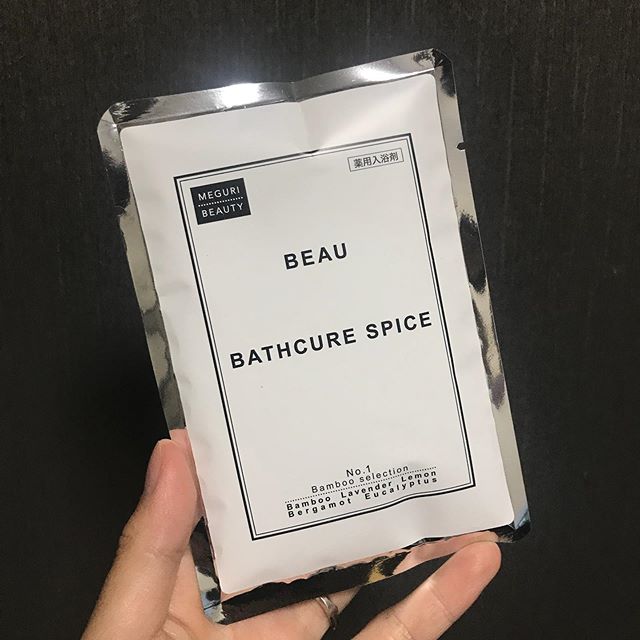 薬用入浴剤
MEGURI
BEAUTY
BEAU
BATHCURE SPICE
No.1
Bamboo selection
Bamboo Lavender Lemon
Bergamot Eucalyptus